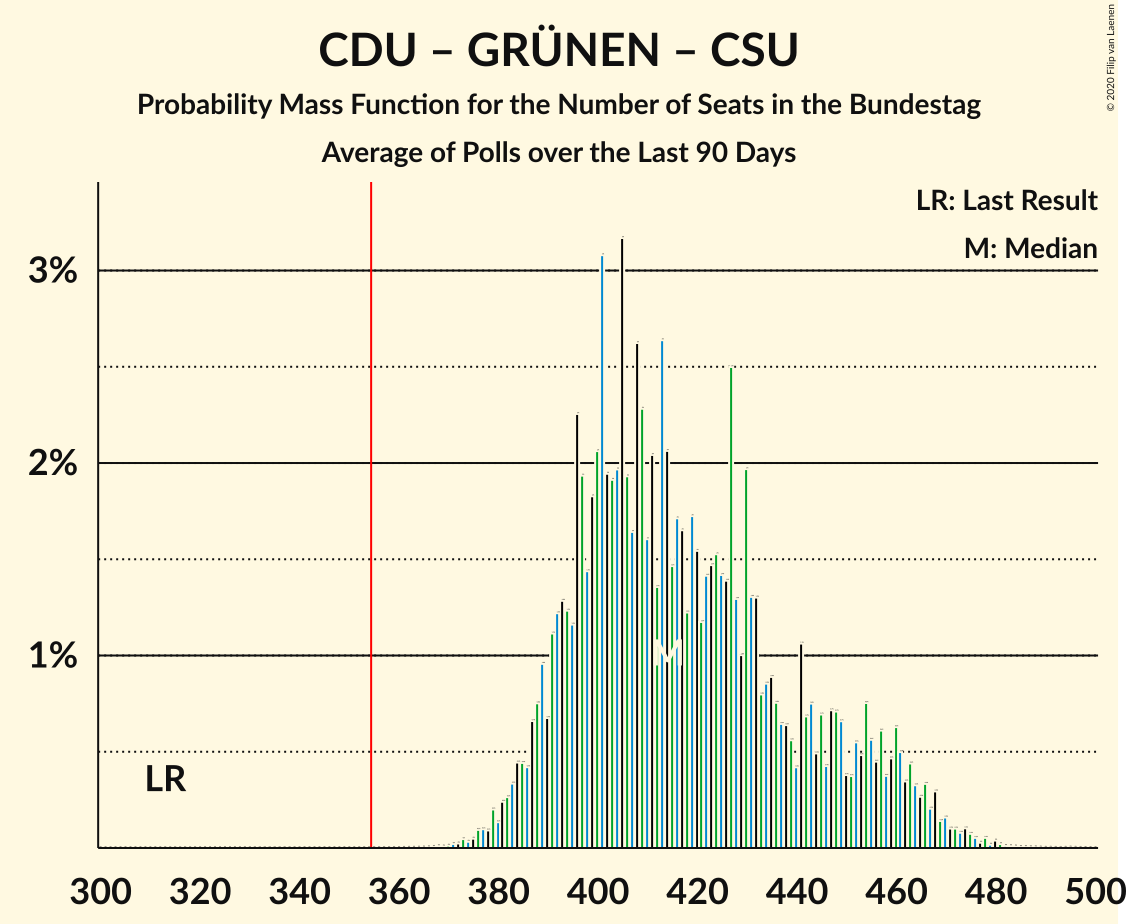 CDU – GRÜNEN – CSU
Probability Mass Function for the Number of Seats in the Bundestag
Average of Polls over the Last 90 Days
© 2020 Filip van Laenen
LR: Last Result
M: Median
3%
2%
1%
M
LR
300 320 340 360 380 400 420 440 460 480 500